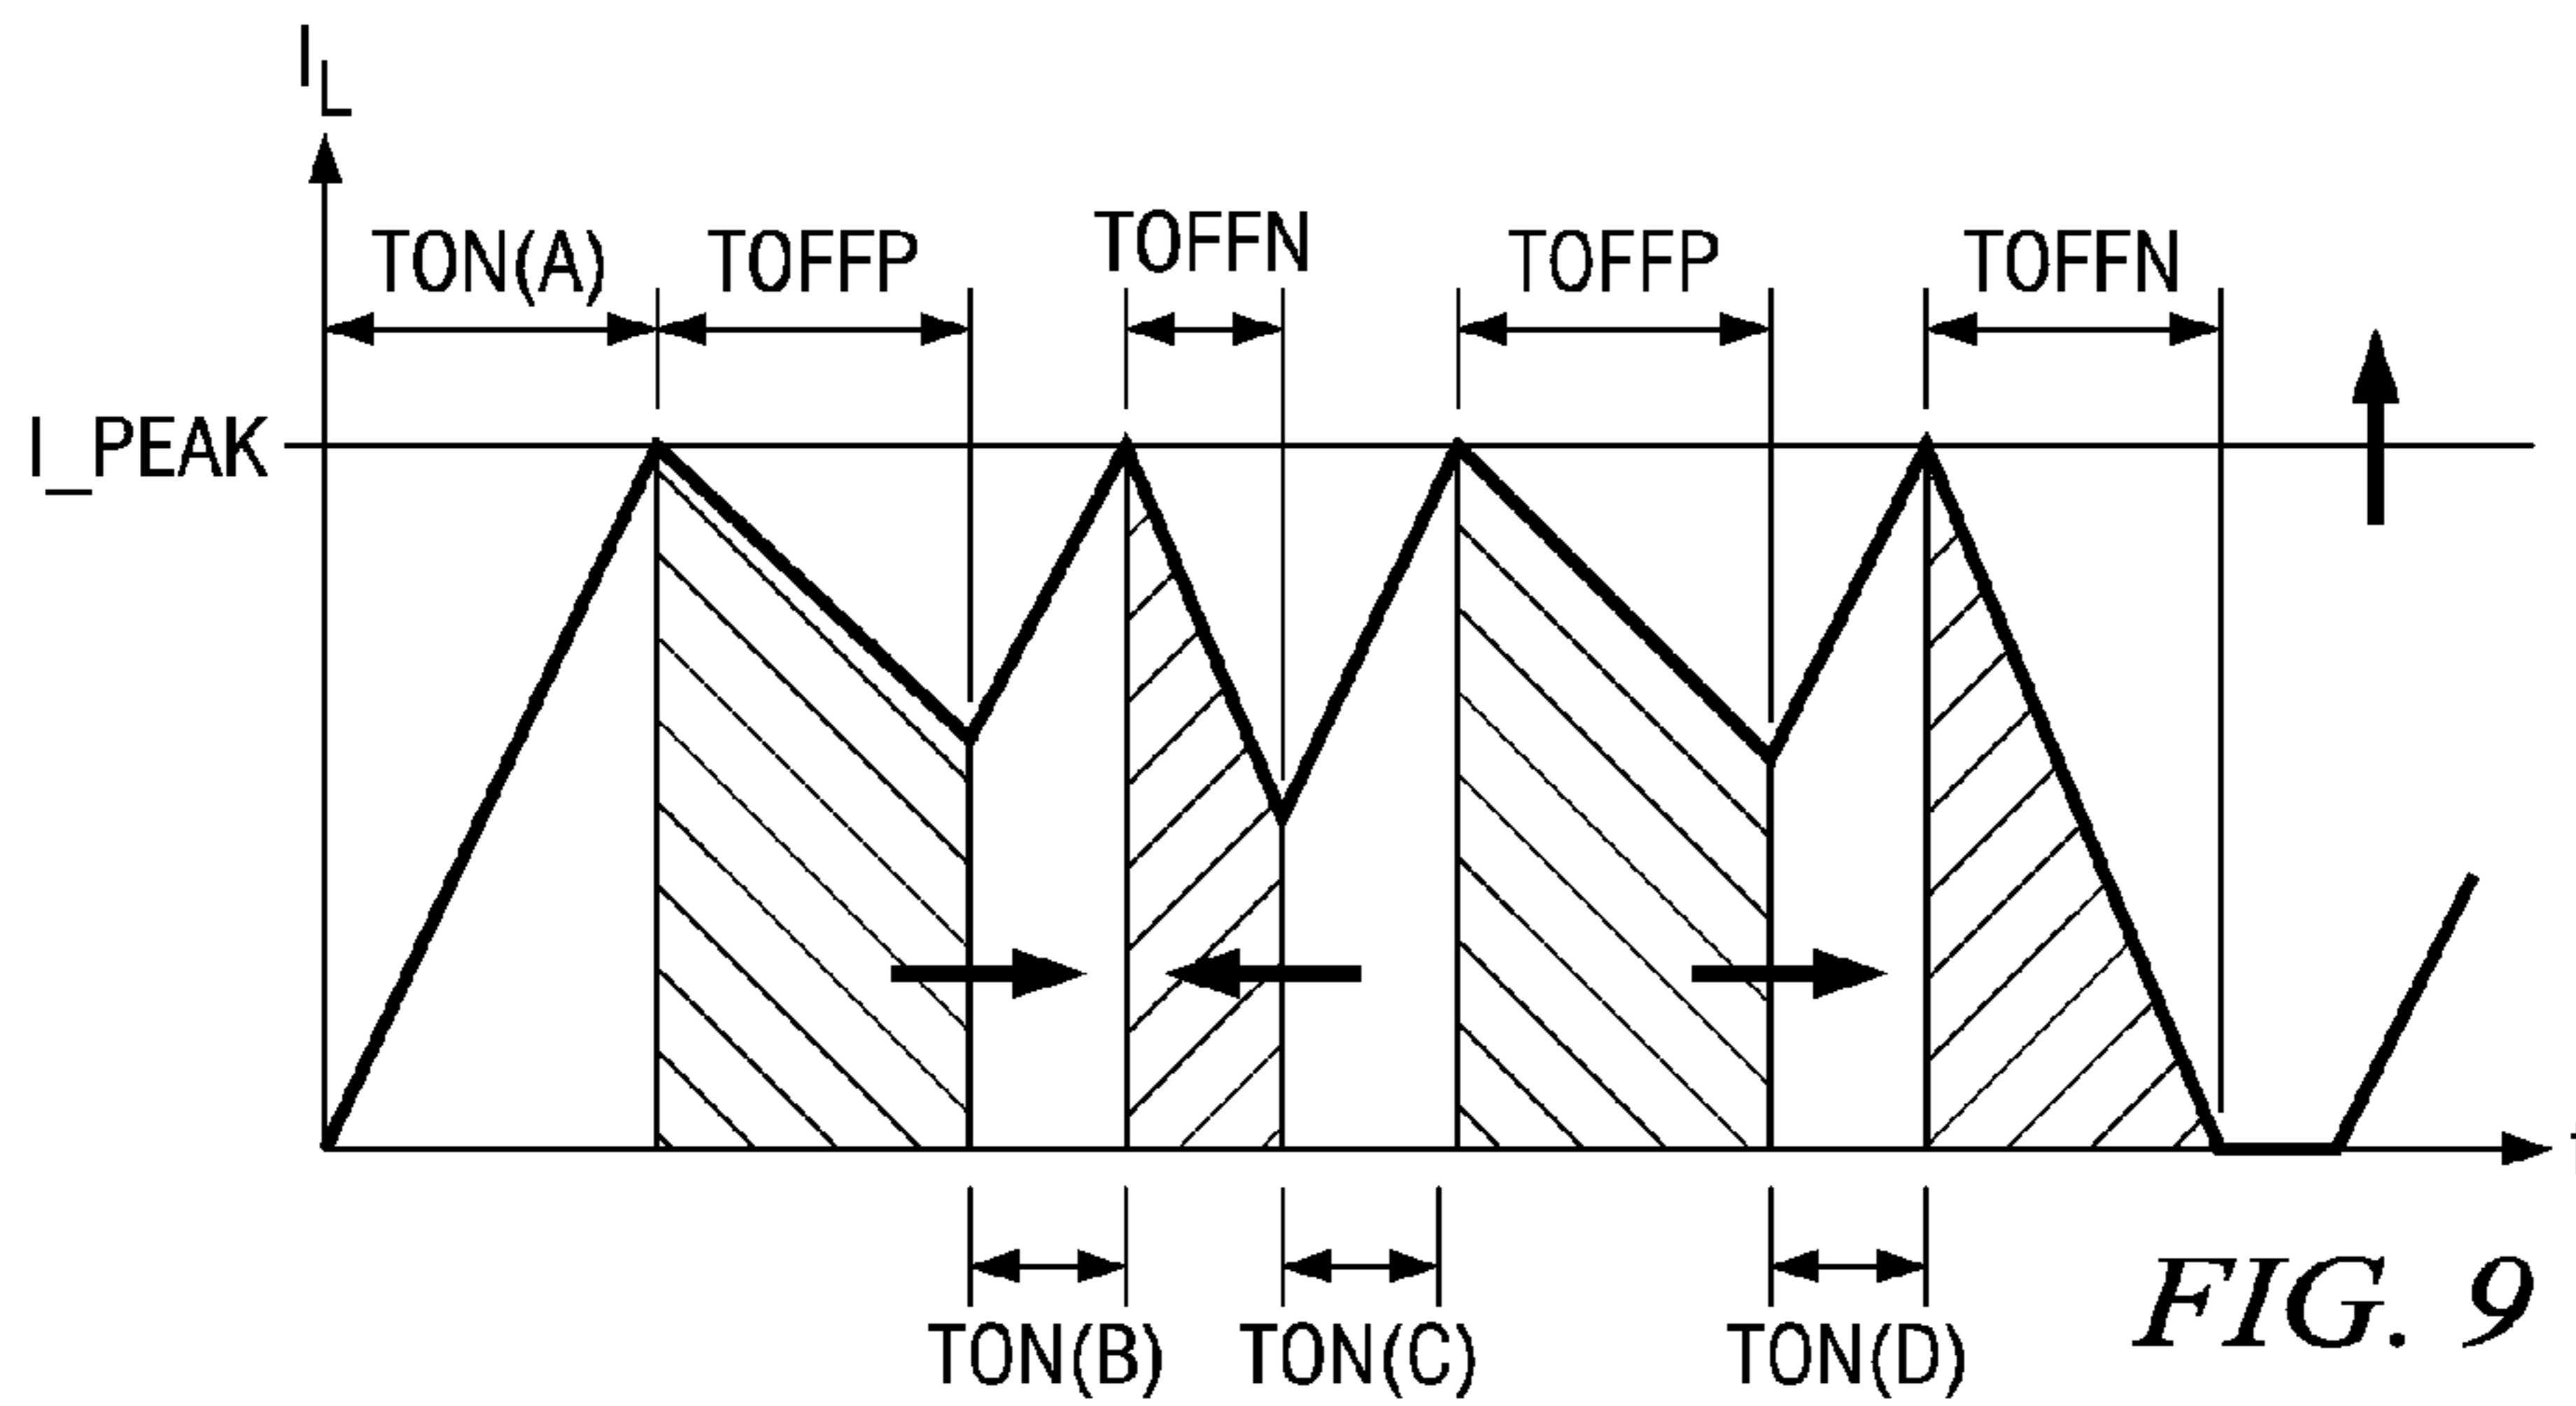 I_L
TON(A)
TOFFP
TOFFN
TOFFP
TOFFN
I_PEAK
TON(B)
TON(C)
TON(D)
FIG. 9